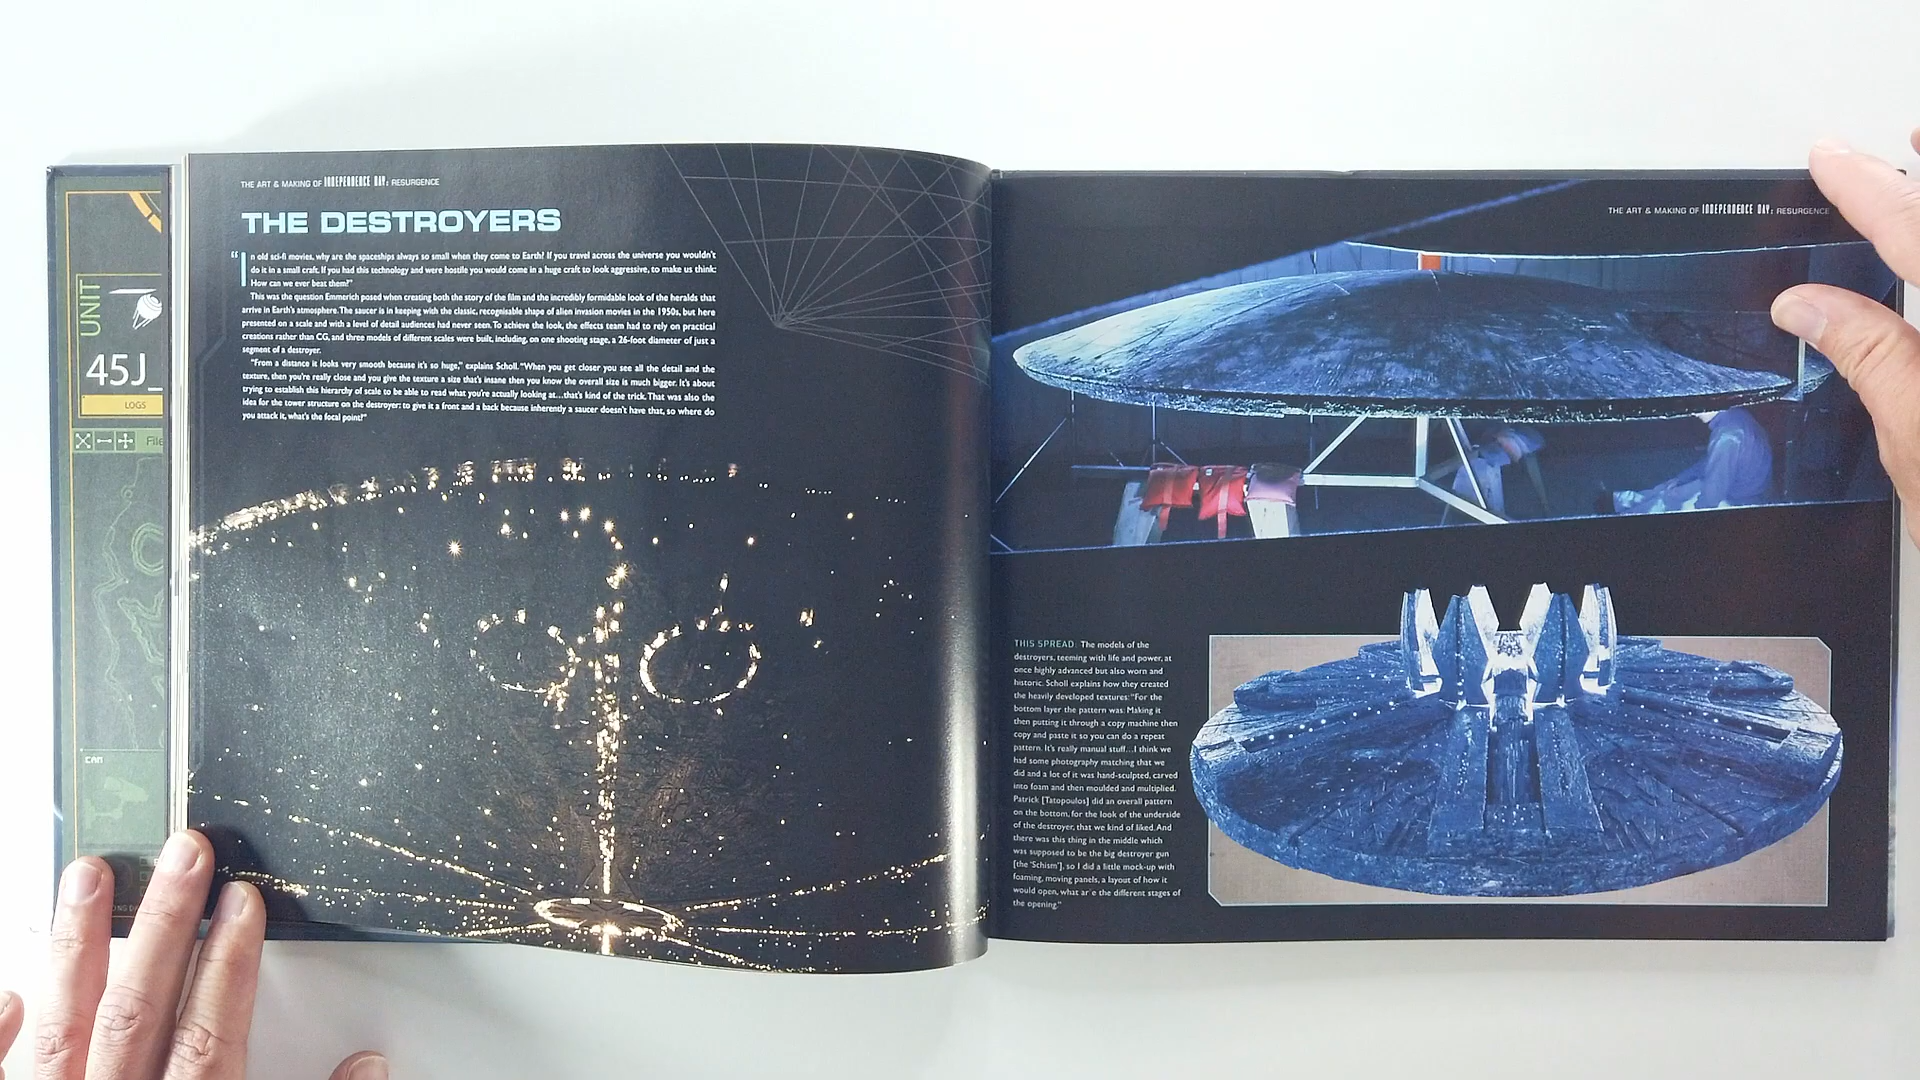 UNIT
45J_
LOGS
File
CAM
THE ART & MAKING OF INDEPENDENCE DAY: RESURGENCE
THE DESTROYERS
“In old sci-fi movies, why are the spaceships always so small when they come to Earth? If you travel across the universe you wouldn't
do it in a small craft. If you had this technology and were hostile you would come in a huge craft to look aggressive, to make us think:
How can we ever beat them?”
This was the question Emmerich posed when creating both the story of the film and the incredibly formidable look of the heralds that
arrive in Earth's atmosphere. The saucer is in keeping with the classic, recognisable shape of alien invasion movies in the 1950s, but here
presented on a scale and with a level of detail audiences had never seen. To achieve the look, the effects team had to rely on practical
creations rather than CG, and three models of different scales were built, including, on one shooting stage, a 26-foot diameter of just a
segment of a destroyer.
“From a distance it looks very smooth because it's so huge,” explains Scholl. “When you get closer you see all the detail and the
texture, then you're really close and you give the texture a size that's insane then you know the overall size is much bigger. It's about
trying to establish this hierarchy of scale to be able to read what you're actually looking at…that's kind of the trick. That was also the
idea for the tower structure on the destroyer: to give it a front and a back because inherently a saucer doesn't have that, so where do
you attack it, what's the focal point?”
THE ART & MAKING OF INDEPENDENCE DAY: RESURGENCE
THIS SPREAD: The models of the
destroyers, teeming with life and power, at
once highly advanced but also worn and
historic. Scholl explains how they created
the heavily developed textures: “For the
bottom layer the pattern was: Making it
then putting it through a copy machine then
copy and paste it so you can do a repeat
pattern. It's really manual stuff…I think we
had some photography matching that we
did and a lot of it was hand-sculpted, carved
into foam and then moulded and multiplied.
Patrick [Tatopoulos] did an overall pattern
on the bottom, for the look of the underside
of the destroyer, that we kind of liked. And
there was this thing in the middle which
was supposed to be the big destroyer gun
[the 'Schism'], so I did a little mock-up with
foaming, moving panels, a layout of how it
would open, what ar e the different stages of
the opening.”